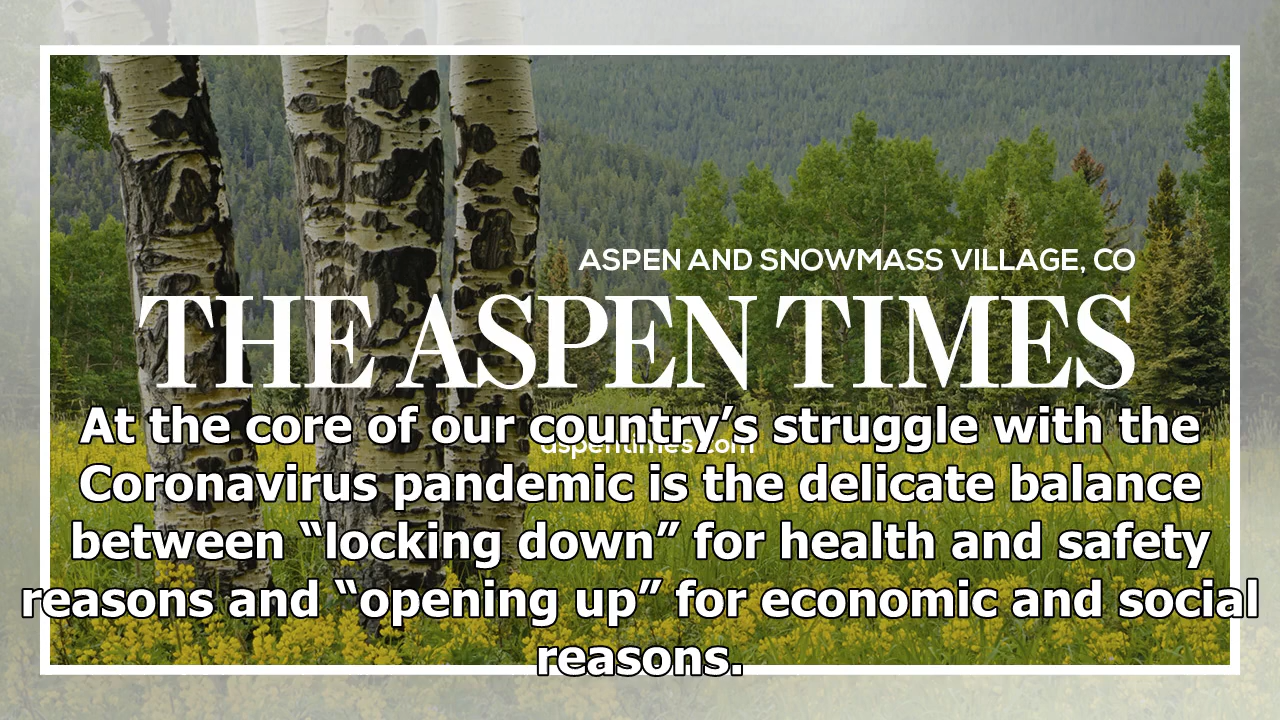 ASPEN AND SNOWMASS VILLAGE, CO
THE ASPEN TIMES
At the core of our country’s struggle with the
aspentimes.com
Coronavirus pandemic is the delicate balance
between “locking down” for health and safety
reasons and “opening up” for economic and social
reasons.